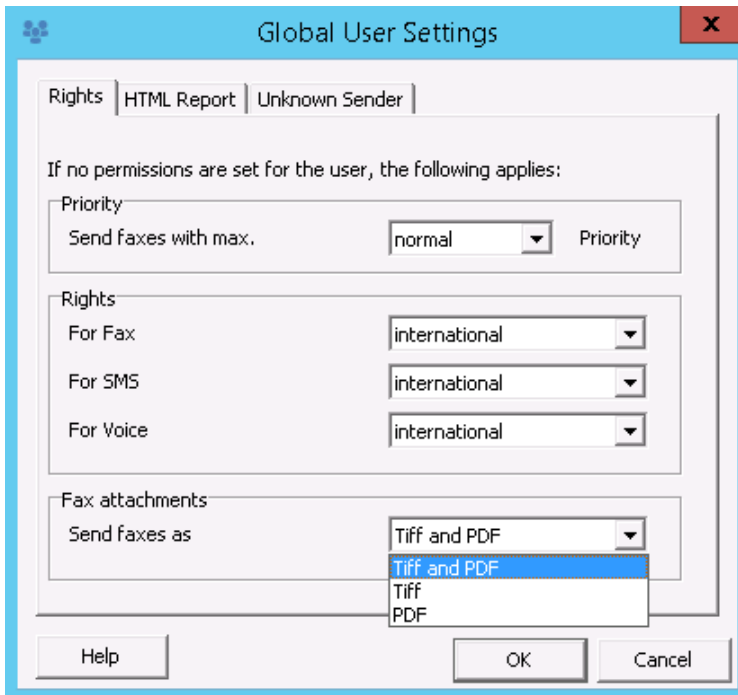 Global User Settings
x
Rights HTML Report Unknown Sender
If no permissions are set for the user, the following applies:
Priority
Send faxes with max. normal Priority
Rights
For Fax international
For SMS international
For Voice international
Fax attachments
Send faxes as Tiff and PDF
Tiff and PDF
Tiff
PDF
Help OK Cancel